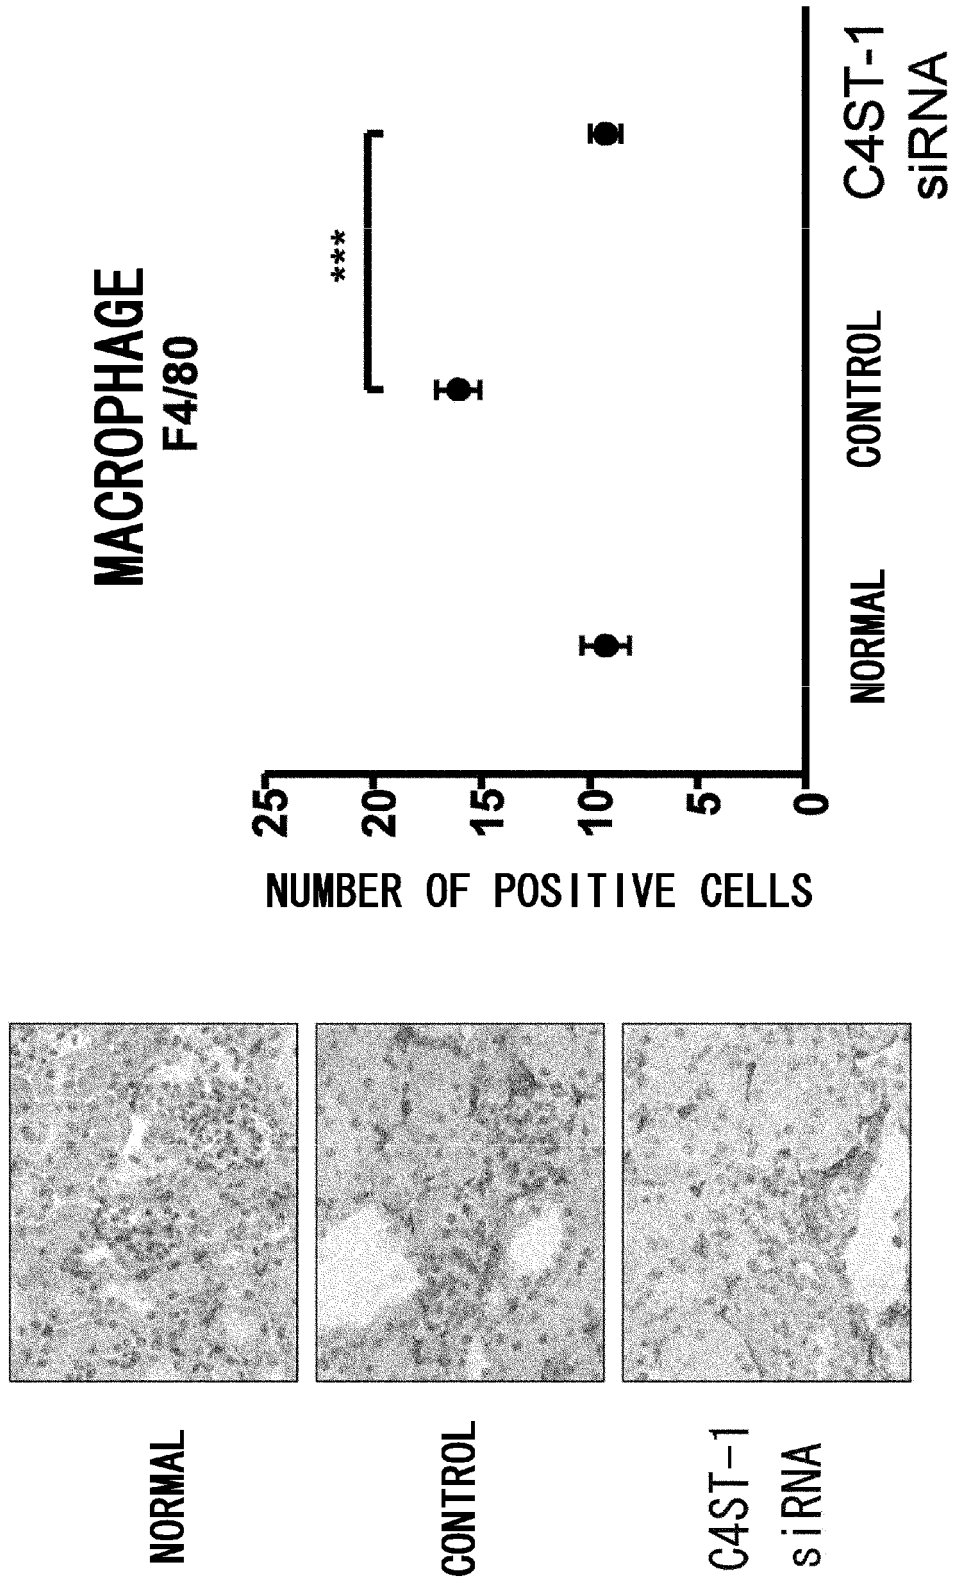 NORMAL
CONTROL
C4ST-1
siRNA
MACROPHAGE
F4/80
NUMBER OF POSITIVE CELLS
25
20
15
10
5
0
***
NORMAL
CONTROL
C4ST-1
siRNA